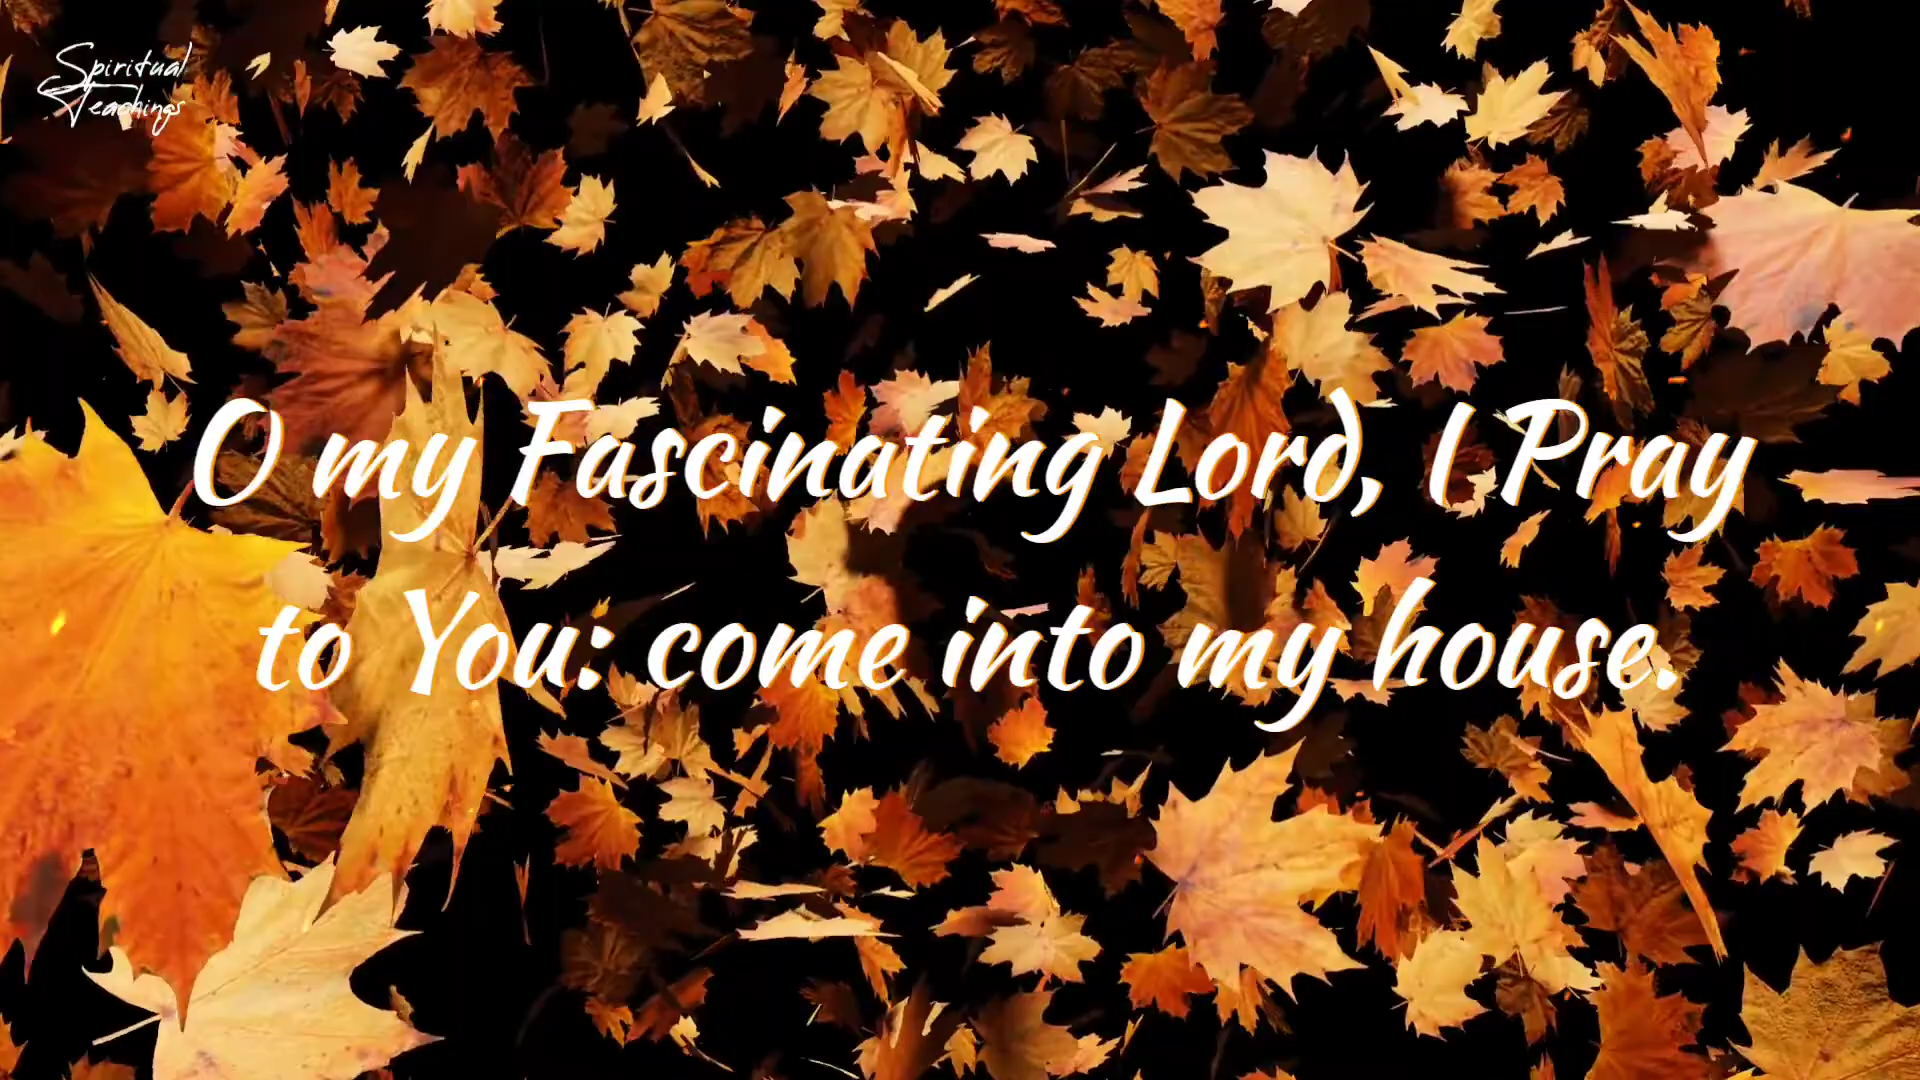 Spiritual
Teachings
O my Fascinating Lord, I Pray
to You: come into my house.